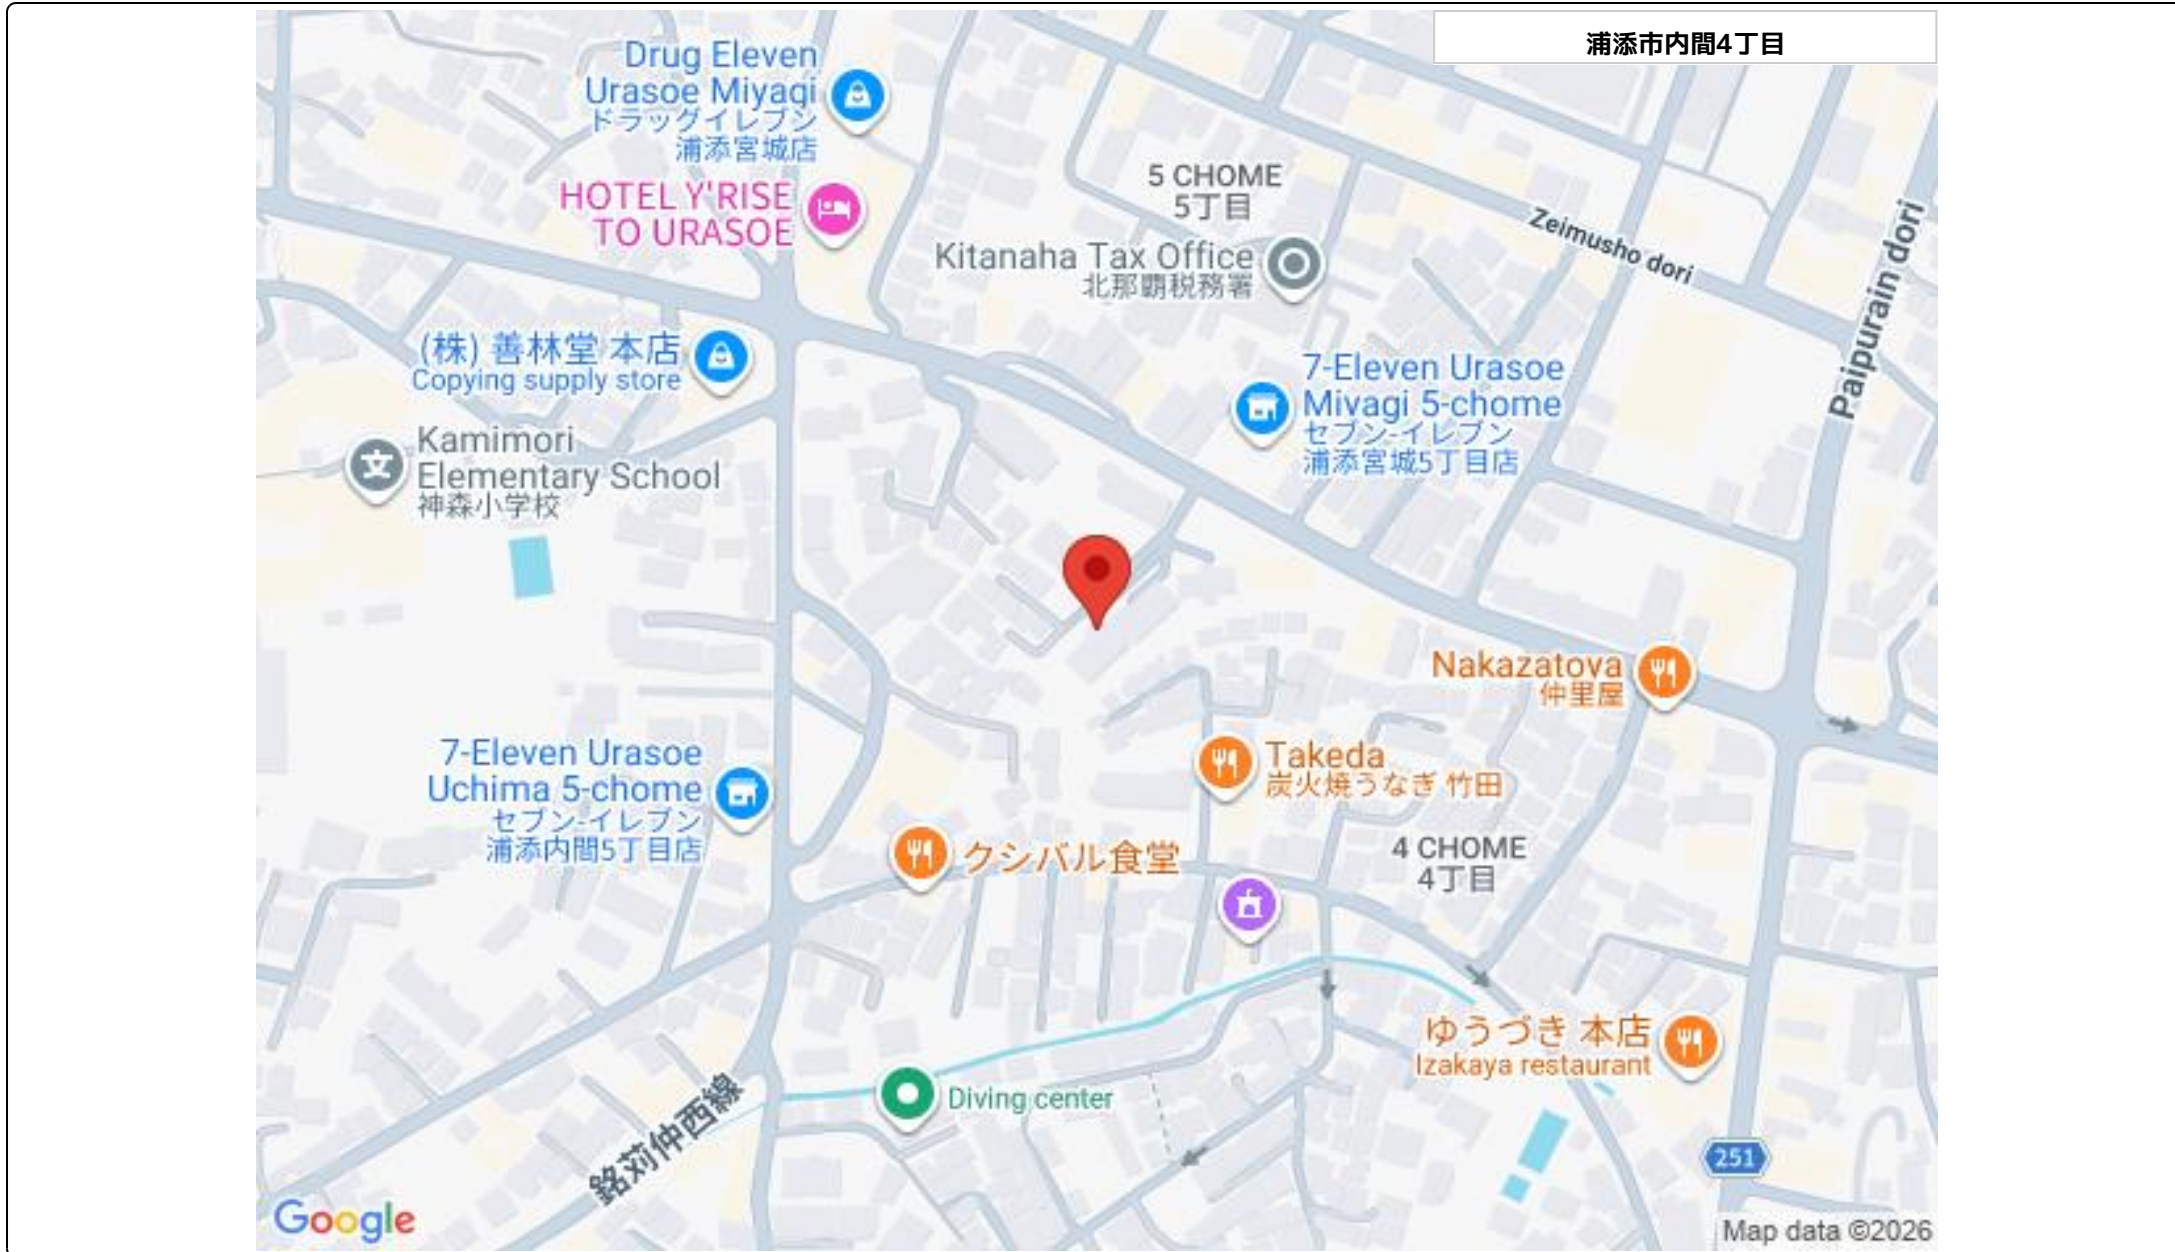 浦添市内間4丁目
Drug Eleven
Urasoe Miyagi
ドラッグイレブン
浦添宮城店
HOTEL Y'RISE
TO URASOE
5 CHOME
5丁目
Kitanaha Tax Office
北那覇税務署
Zeimusho dori
Paipurain dori
(株) 善林堂 本店
Copying supply store
7-Eleven Urasoe
Miyagi 5-chome
セブン-イレブン
浦添宮城5丁目店
Kamimori
Elementary School
神森小学校
文
Nakazatoya
仲里屋
7-Eleven Urasoe
Uchima 5-chome
セブン-イレブン
浦添内間5丁目店
Takeda
炭火焼うなぎ 竹田
クシバル食堂
4 CHOME
4丁目
ゆうづき 本店
Izakaya restaurant
Diving center
銘苅仲西線
251
Google
Map data ©2026